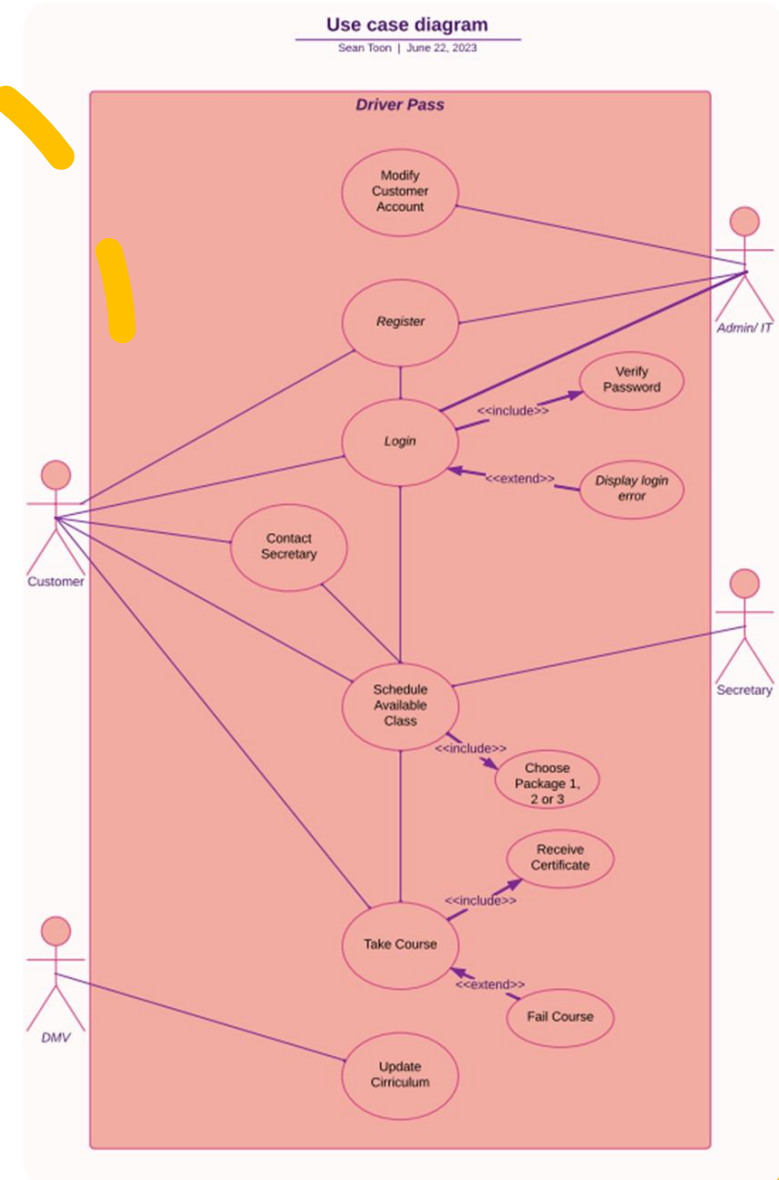 Use case diagram
Sean Toon | June 22, 2023
Driver Pass
Modify
Customer
Account
Register
Admin/ IT
Verify
Password
<<include>>
Login
<<extend>>
Display login
error
Contact
Secretary
Customer
Schedule
Available
Class
Secretary
<<include>>
Choose
Package 1,
2 or 3
Receive
Certificate
<<include>>
Take Course
<<extend>>
Fail Course
DMV
Update
Cirriculum